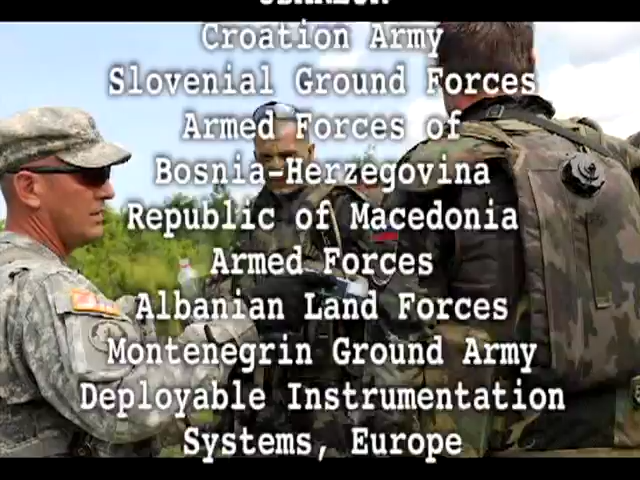 Croation Army
Slovenial Ground Forces
Armed Forces of
Bosnia-Herzegovina
Republic of Macedonia
Armed Forces
Albanian Land Forces
Montenegrin Ground Army
Deployable Instrumentation
Systems, Europe